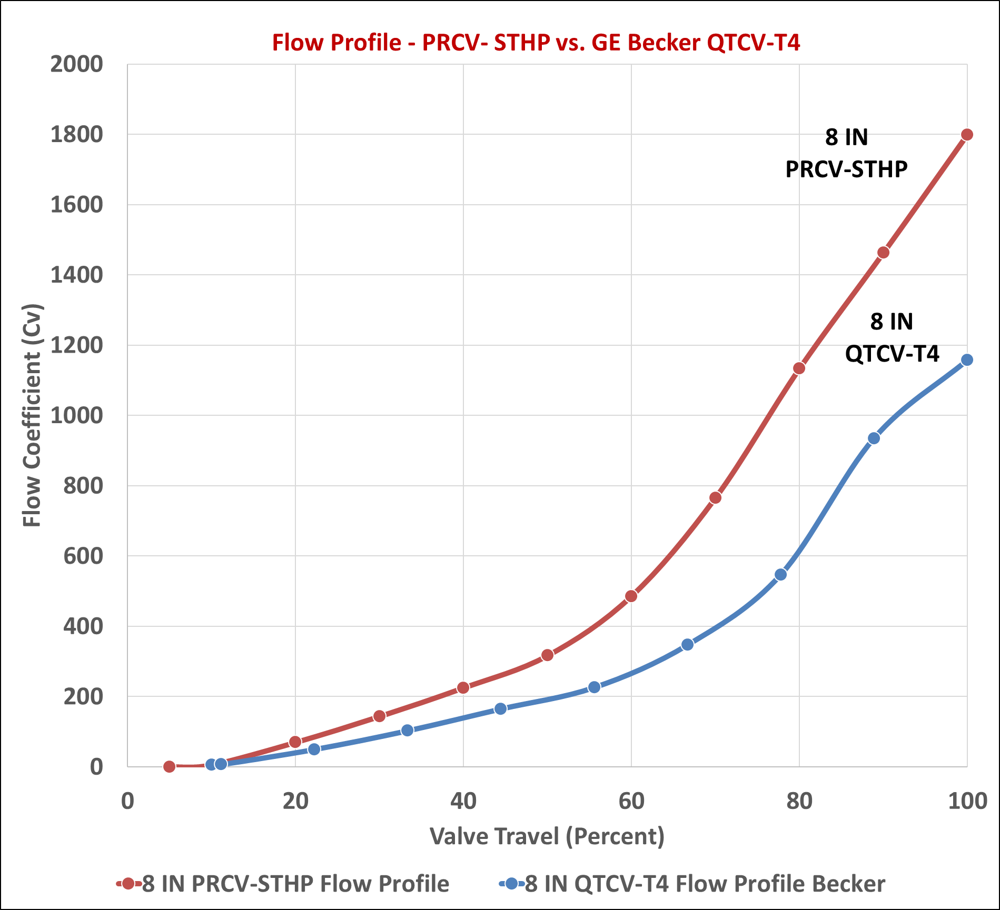 Flow Profile - PRCV- STHP vs. GE Becker QTCV-T4
2000
1800
1600
1400
1200
1000
800
600
400
200
0
Flow Coefficient (Cv)
8 IN
PRCV-STHP
8 IN
QTCV-T4
0 20 40 60 80 100
Valve Travel (Percent)
8 IN PRCV-STHP Flow Profile
8 IN QTCV-T4 Flow Profile Becker